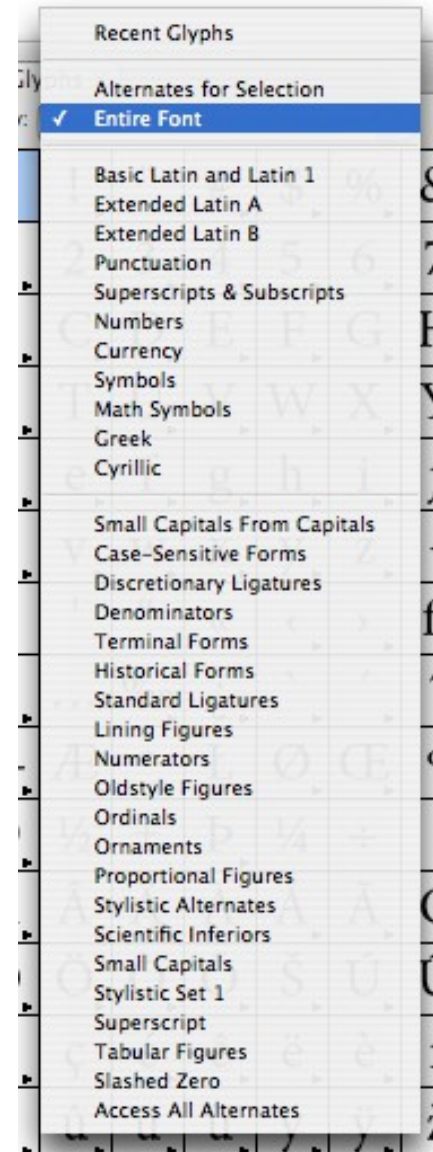 Recent Glyphs
Alternates for Selection
✓ Entire Font
Basic Latin and Latin 1
Extended Latin A
Extended Latin B
Punctuation
Superscripts & Subscripts
Numbers
Currency
Symbols
Math Symbols
Greek
Cyrillic
Small Capitals From Capitals
Case-Sensitive Forms
Discretionary Ligatures
Denominators
Terminal Forms
Historical Forms
Standard Ligatures
Lining Figures
Numerators
Oldstyle Figures
Ordinals
Ornaments
Proportional Figures
Stylistic Alternates
Scientific Inferiors
Small Capitals
Stylistic Set 1
Superscript
Tabular Figures
Slashed Zero
Access All Alternates